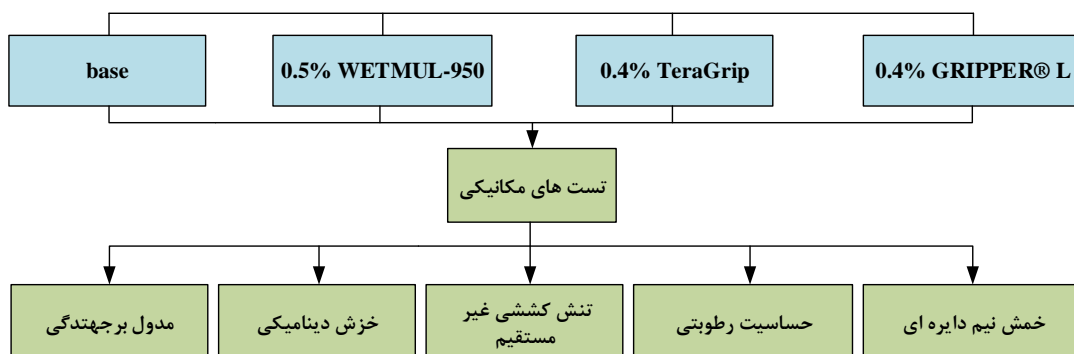 base
0.5% WETMUL-950
0.4% TeraGrip
0.4% GRIPPER® L
تست های مکانیکی
خمش نیم دایره ای
حساسیت رطوبتی
تنش کششی غیر
مستقیم
خزش دینامیکی
مدول برجهتدگی